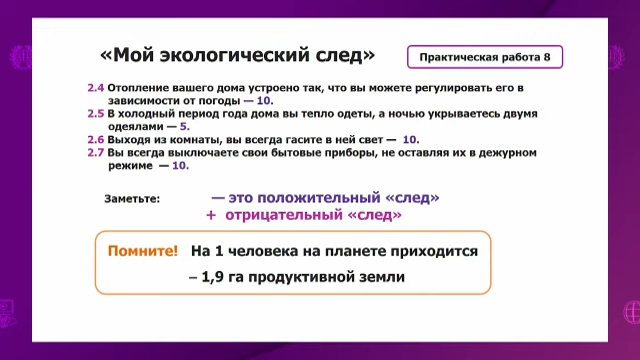 «Мой экологический след»
Практическая работа 8
2.4 Отопление вашего дома устроено так, что вы можете регулировать его в
зависимости от погоды — 10.
2.5 В холодный период года дома вы тепло одеты, а ночью укрываетесь двумя
одеялами — 5.
2.6 Выходя из комнаты, вы всегда гасите в ней свет — 10.
2.7 Вы всегда выключаете свои бытовые приборы, не оставляя их в дежурном
режиме — 10.
Заметьте: — это положительный «след»
+ отрицательный «след»
Помните! На 1 человека на планете приходится
– 1,9 га продуктивной земли